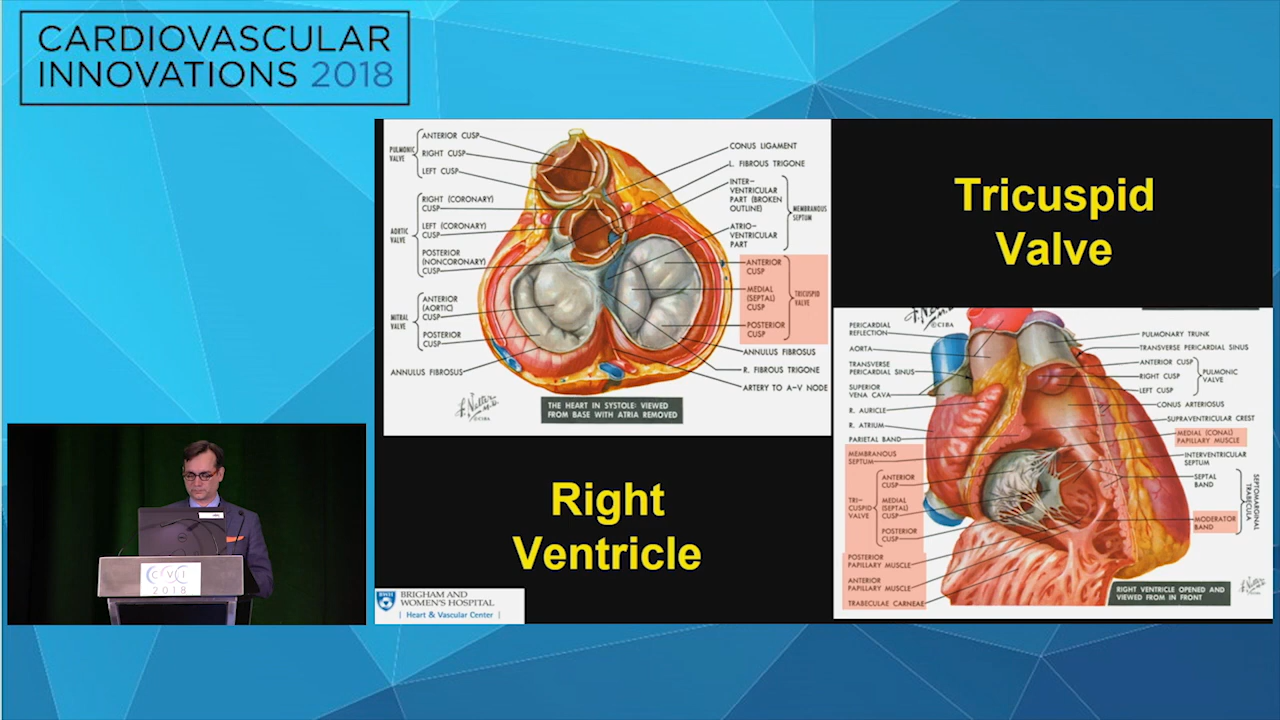 CARDIOVASCULAR
INNOVATIONS 2018
PULMONIC
VALVE
ANTERIOR CUSP
RIGHT CUSP
LEFT CUSP
AORTIC
VALVE
RIGHT (CORONARY)
CUSP
LEFT (CORONARY)
CUSP
POSTERIOR
(NONCORONARY)
CUSP
MITRAL
VALVE
ANTERIOR
(AORTIC)
CUSP
POSTERIOR
CUSP
ANNULUS FIBROSUS
CONUS LIGAMENT
L. FIBROUS TRIGONE
INTER-
VENTRICULAR
PART (BROKEN
OUTLINE)
ATRIO-
VENTRICULAR
PART
MEMBRANOUS
SEPTUM
ANTERIOR
CUSP
MEDIAL
(SEPTAL)
CUSP
POSTERIOR
CUSP
TRICUSPID
VALVE
ANNULUS FIBROSUS
R. FIBROUS TRIGONE
ARTERY TO A-V NODE
F. Netter
M.D.
©CIBA
THE HEART IN SYSTOLE: VIEWED
FROM BASE WITH ATRIA REMOVED
Tricuspid
Valve
©CIBA
PERICARDIAL
REFLECTION
AORTA
TRANSVERSE
PERICARDIAL SINUS
SUPERIOR
VENA CAVA
R. AURICLE
R. ATRIUM
PARIETAL BAND
MEMBRANOUS
SEPTUM
TRI-
CUSPID
VALVE
ANTERIOR
CUSP
MEDIAL
(SEPTAL)
CUSP
POSTERIOR
CUSP
POSTERIOR
PAPILLARY MUSCLE
ANTERIOR
PAPILLARY MUSCLE
TRABECULAE CARNEAE
PULMONARY TRUNK
TRANSVERSE PERICARDIAL SINUS
ANTERIOR CUSP
RIGHT CUSP
LEFT CUSP
PULMONIC
VALVE
CONUS ARTERIOSUS
SUPRAVENTRICULAR CREST
MEDIAL (CONAL)
PAPILLARY MUSCLE
INTERVENTRICULAR
SEPTUM
SEPTAL
BAND
MODERATOR
BAND
SEPTOMARGINAL
TRABECULA
RIGHT VENTRICLE OPENED AND
VIEWED FROM IN FRONT
Right
Ventricle
BWH
BRIGHAM AND
WOMEN'S HOSPITAL
Heart & Vascular Center
CVI
2018